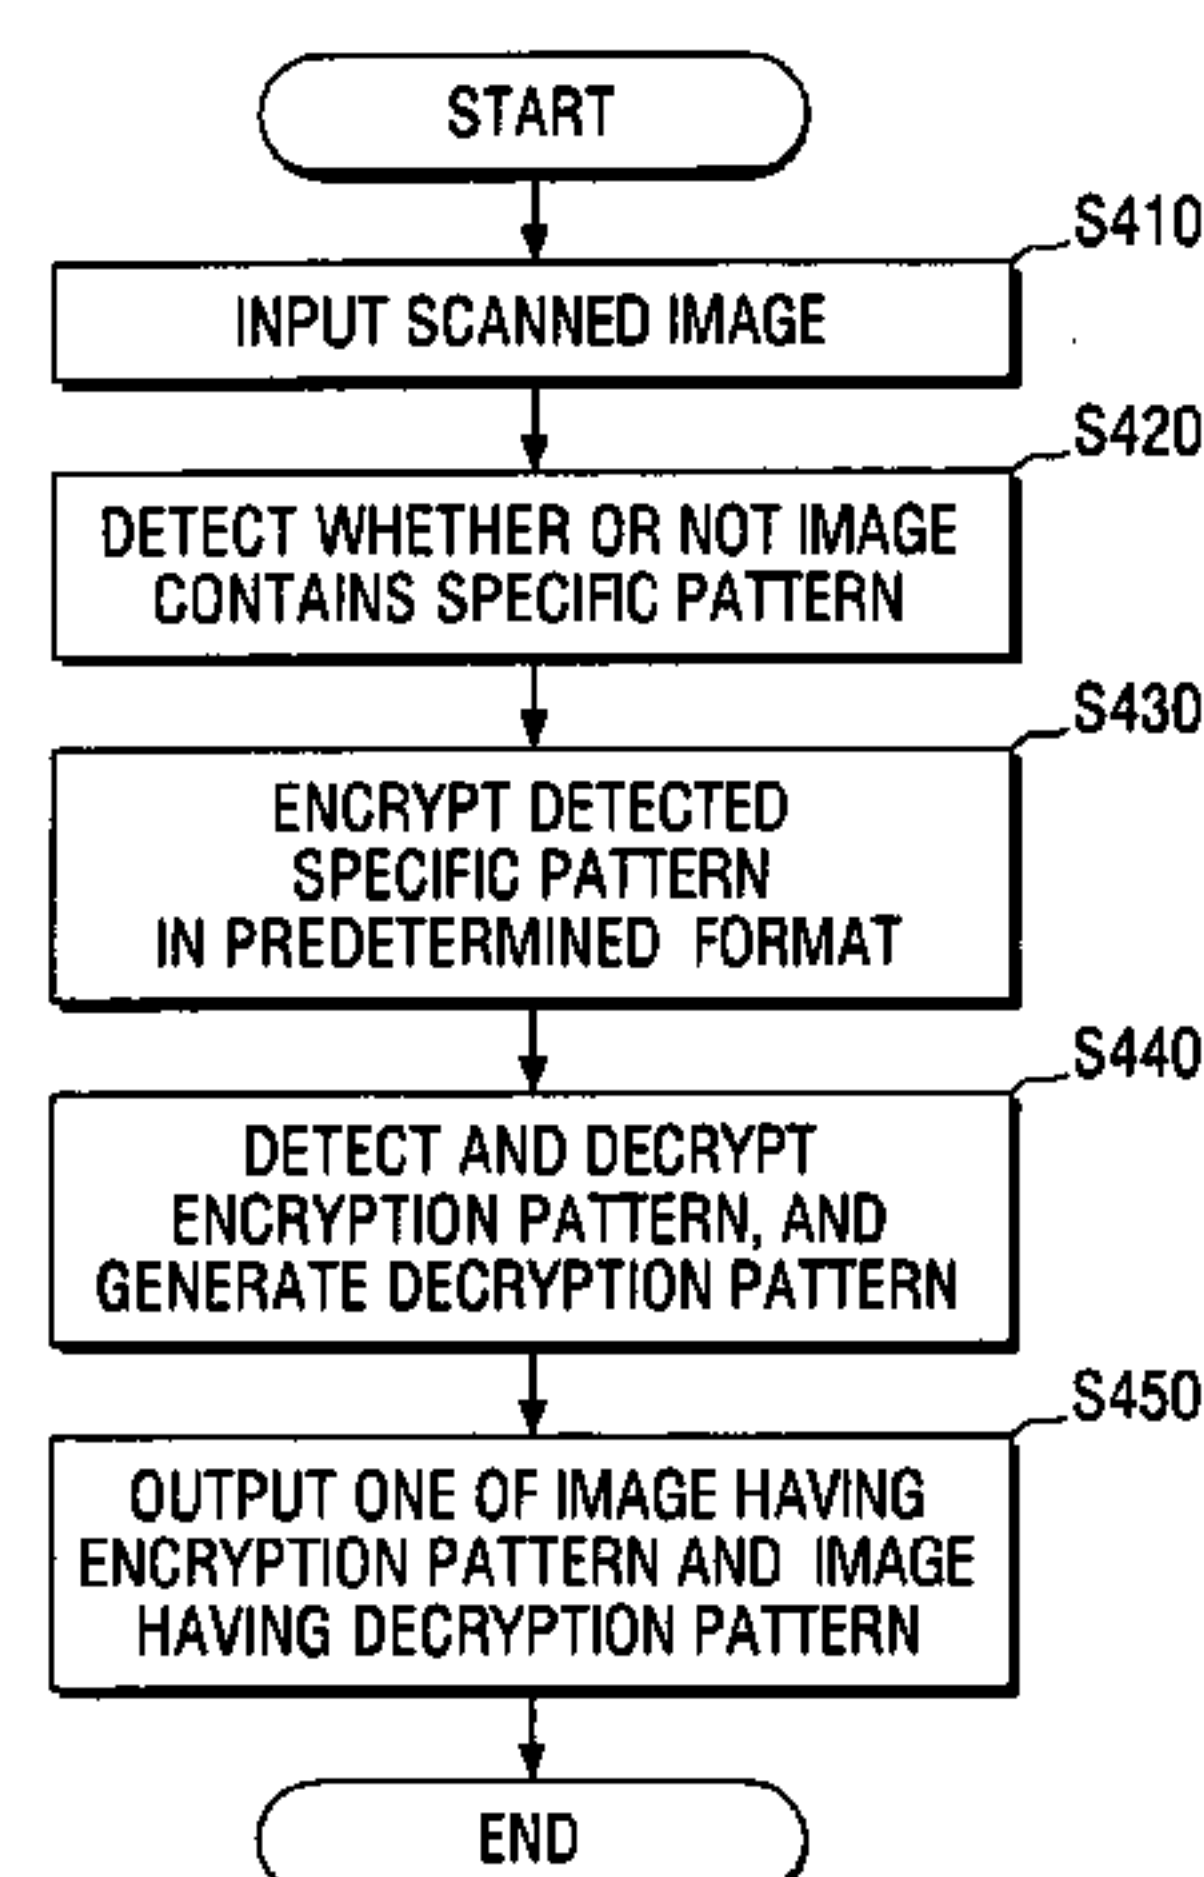 START
S410
INPUT SCANNED IMAGE
S420
DETECT WHETHER OR NOT IMAGE
CONTAINS SPECIFIC PATTERN
S430
ENCRYPT DETECTED
SPECIFIC PATTERN
IN PREDETERMINED FORMAT
S440
DETECT AND DECRYPT
ENCRYPTION PATTERN, AND
GENERATE DECRYPTION PATTERN
S450
OUTPUT ONE OF IMAGE HAVING
ENCRYPTION PATTERN AND IMAGE
HAVING DECRYPTION PATTERN
END